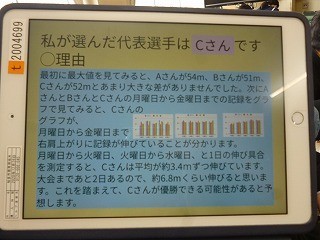 t2004699
私が選んだ代表選手はCさんです
○理由
最初に最大値を見てみると、Aさんが54m、Bさんが51m、
Cさんが52mとあまり大きな差がありませんでした。次にAさ
んとBさんとCさんの月曜日から金曜日までの記録をグラ
フで見てみると、Cさんの
グラフが、
月曜日から金曜日まで
右肩上がりに記録が伸びていることが分かります。
月曜日から火曜日、火曜日から水曜日、と1日の伸び具合
を測定すると、Cさんは平均が約3.4mずつ伸びています。
大会まであと2日あるので、約6.8mくらい伸びると思いま
す。これを踏まえて、Cさんが優勝できる可能性があると予
想します。